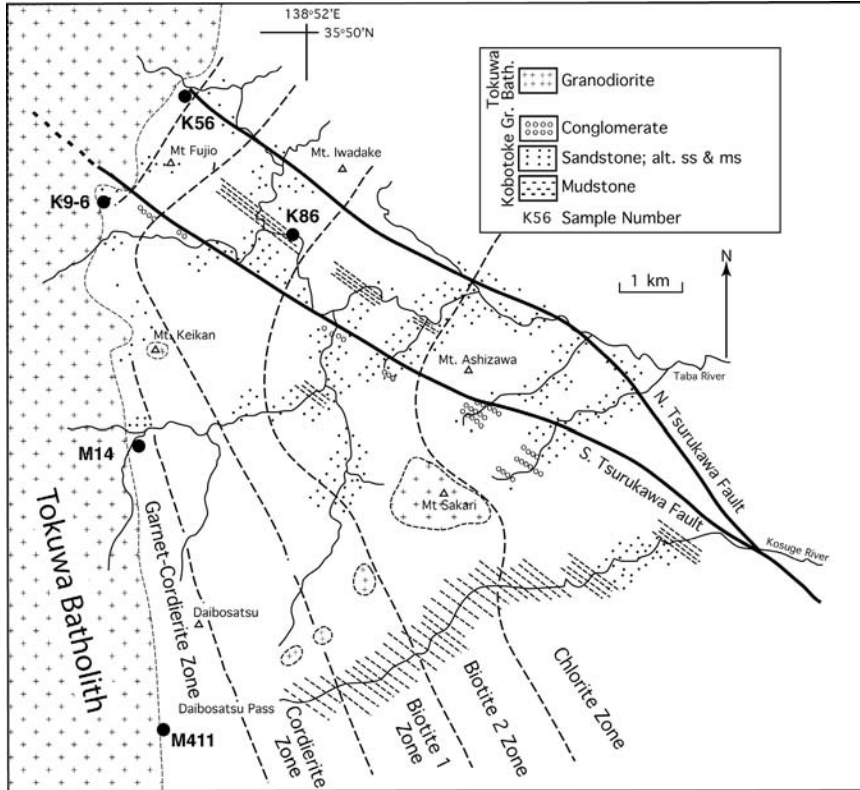 138°52'E
35°50'N
Tokuwa
Bath.
Granodiorite
Kobotoke Gr.
Conglomerate
Sandstone; alt. ss & ms
Mudstone
K56 Sample Number
K56
Mt Fujio
Mt. Iwadake
K9-6
K86
N
1 km
Mt. Keikan
Mt. Ashizawa
Taba River
M14
N. Tsurukawa Fault
S. Tsurukawa Fault
Mt Sakari
Kosuge River
Tokuwa Batholith
Garnet-Cordierite Zone
Daibosatsu
Daibosatsu Pass
M411
Cordierite
Zone
Biotite 1
Zone
Biotite 2 Zone
Chlorite Zone